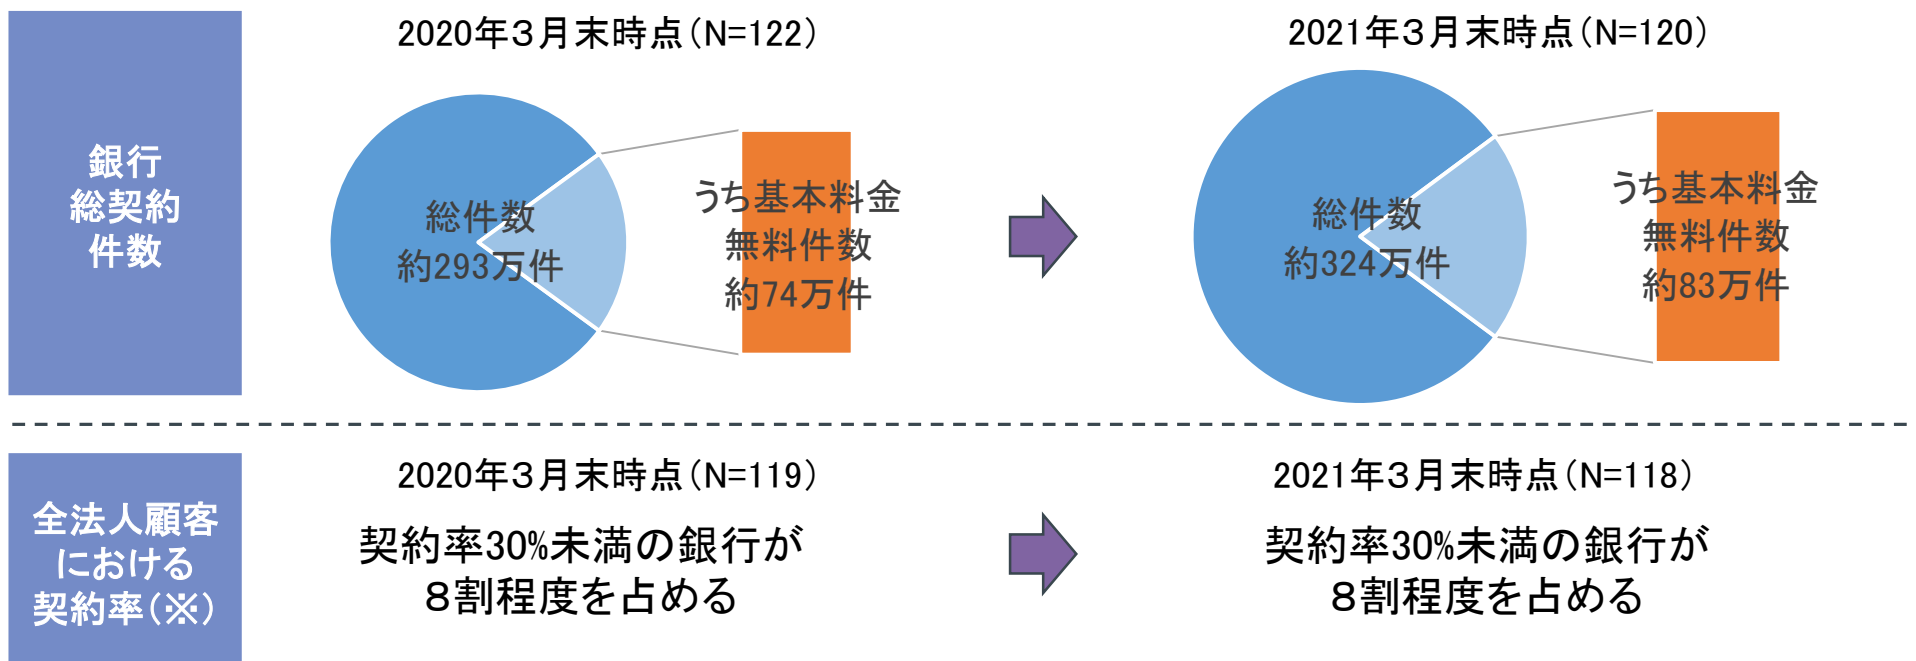 銀行
総契約
件数
2020年3月末時点(N=122)
総件数
約293万件
うち基本料金
無料件数
約74万件
2021年3月末時点(N=120)
総件数
約324万件
うち基本料金
無料件数
約83万件
全法人顧客
における
契約率(※)
2020年3月末時点(N=119)
契約率30%未満の銀行が
8割程度を占める
2021年3月末時点(N=118)
契約率30%未満の銀行が
8割程度を占める